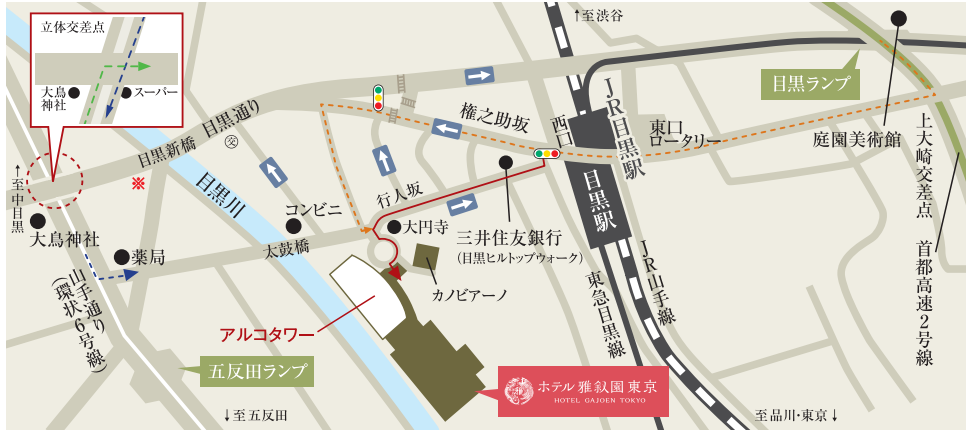 立体交差点
大鳥
神社
スーパー
↑至渋谷
目黒ランプ
庭園美術館
上大崎交差点
首都高速2号線
JR目黒駅
西口
東口
ロータリー
目黒駅
権之助坂
目黒通り
目黒新橋
交
※
目黒川
行人坂
コンビニ
大円寺
三井住友銀行
(目黒ヒルトップウォーク)
↑至中目黒
大鳥神社
薬局
太鼓橋
カノビアーノ
山手通り
(環状6号線)
アルコタワー
五反田ランプ
東急目黒線
JR山手線
ホテル雅叙園東京
HOTEL GAJOEN TOKYO
↓至五反田
至品川・東京↓